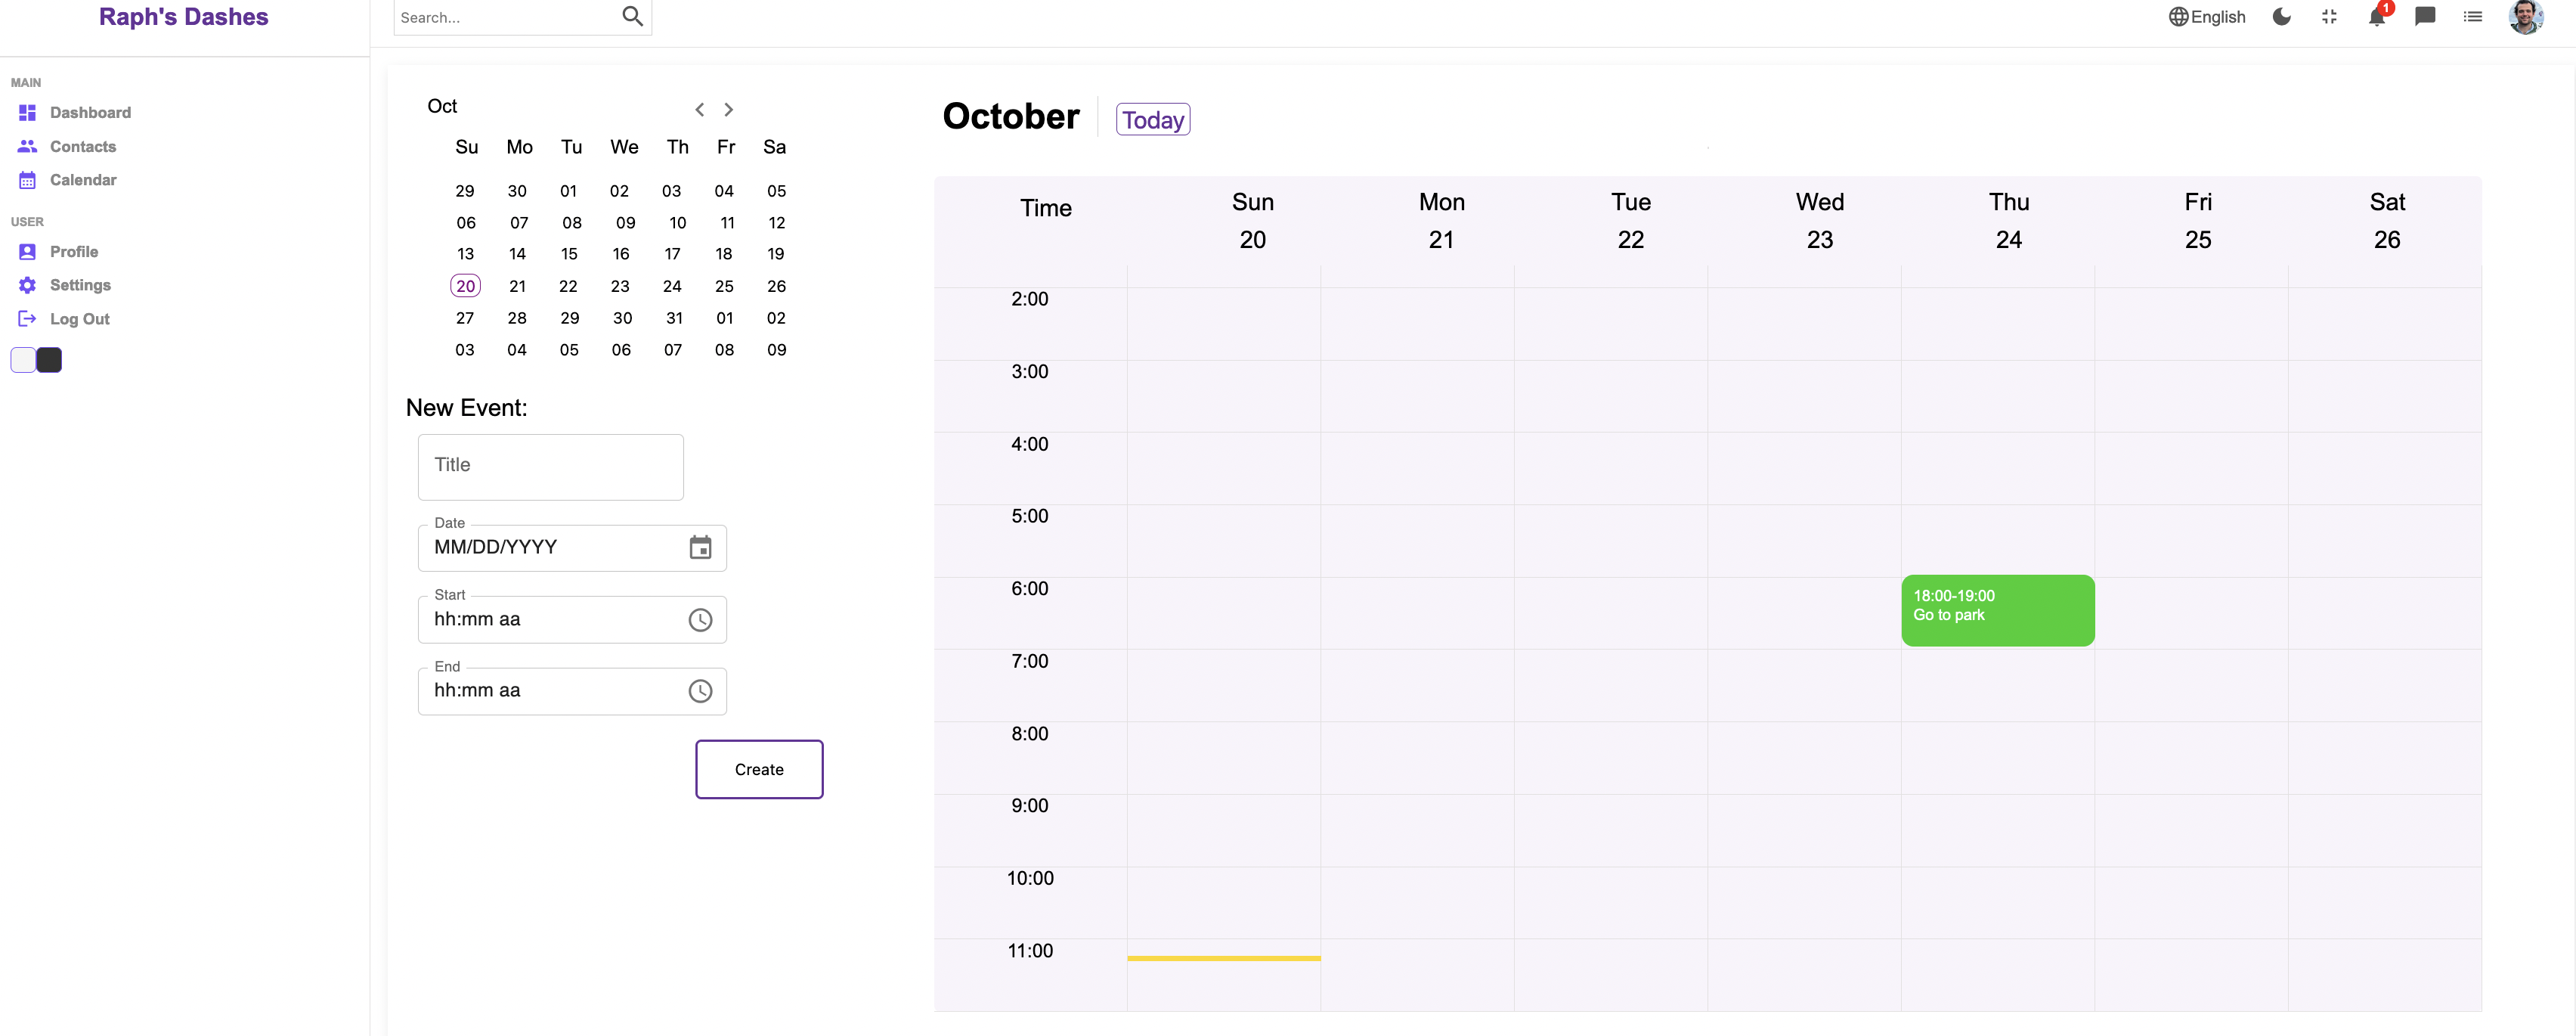 Raph's Dashes
Search...
English
1
MAIN
Dashboard
Contacts
Calendar
USER
Profile
Settings
Log Out
Oct
Su Mo Tu We Th Fr Sa
29 30 01 02 03 04 05
06 07 08 09 10 11 12
13 14 15 16 17 18 19
20 21 22 23 24 25 26
27 28 29 30 31 01 02
03 04 05 06 07 08 09
New Event:
Title
Date
MM/DD/YYYY
Start
hh:mm aa
End
hh:mm aa
Create
October
Today
Time Sun Mon Tue Wed Thu Fri Sat
20 21 22 23 24 25 26
2:00
3:00
4:00
5:00
6:00
18:00-19:00
Go to park
7:00
8:00
9:00
10:00
11:00